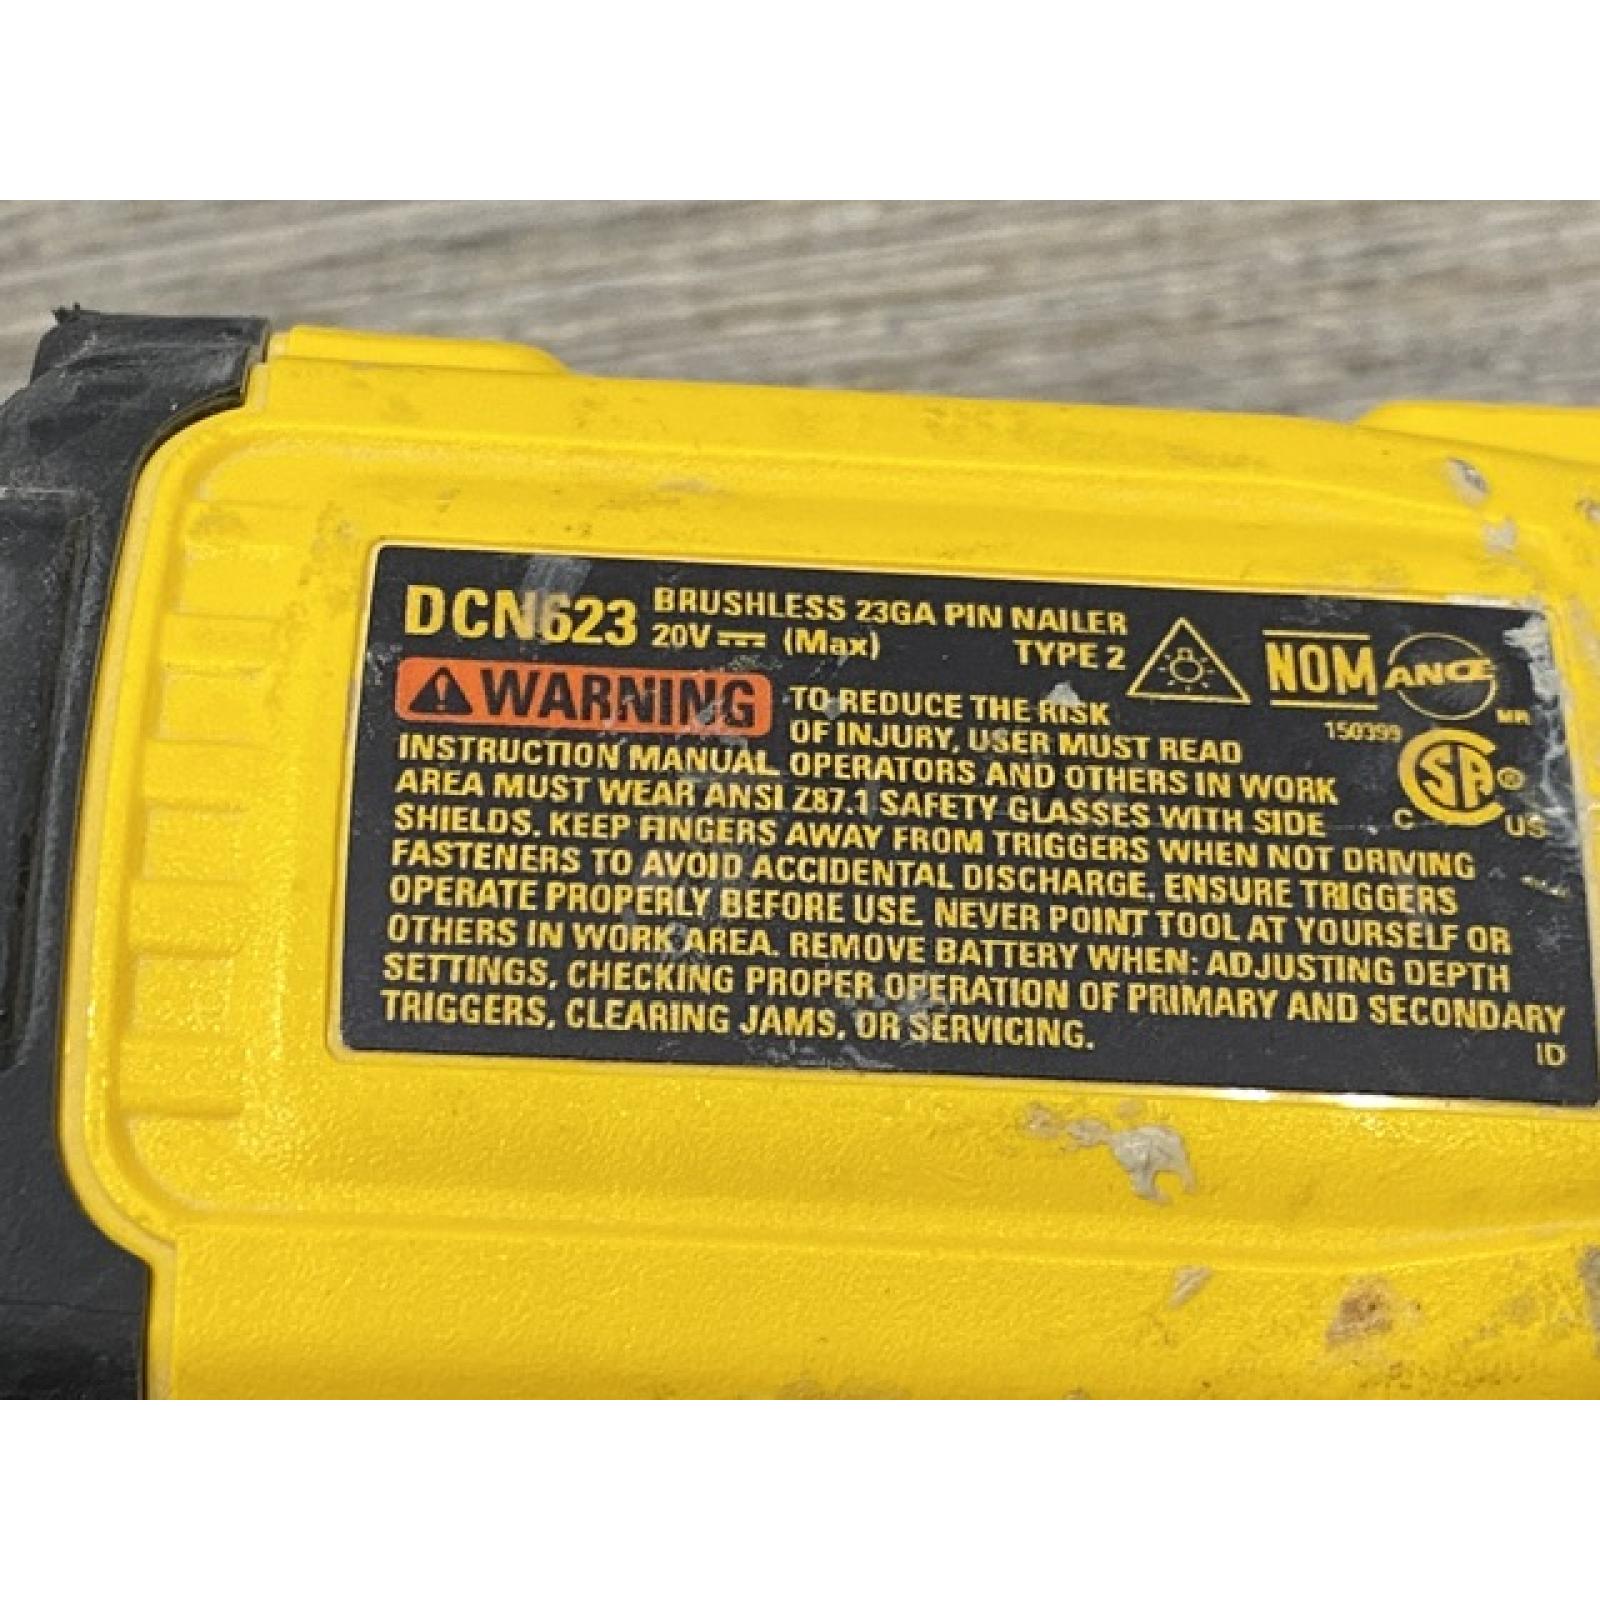 DCN623 BRUSHLESS 23GA PIN NAILER
20V ⎓ (Max) TYPE 2
NOM ANCE
MR
⚠WARNING TO REDUCE THE RISK
150399
OF INJURY, USER MUST READ
C SA ® C US
INSTRUCTION MANUAL. OPERATORS AND OTHERS IN WORK
AREA MUST WEAR ANSI Z87.1 SAFETY GLASSES WITH SIDE
SHIELDS. KEEP FINGERS AWAY FROM TRIGGERS WHEN NOT DRIVING
FASTENERS TO AVOID ACCIDENTAL DISCHARGE. ENSURE TRIGGERS
OPERATE PROPERLY BEFORE USE. NEVER POINT TOOL AT YOURSELF OR
OTHERS IN WORK AREA. REMOVE BATTERY WHEN: ADJUSTING DEPTH
SETTINGS, CHECKING PROPER OPERATION OF PRIMARY AND SECONDARY
TRIGGERS, CLEARING JAMS, OR SERVICING.
ID